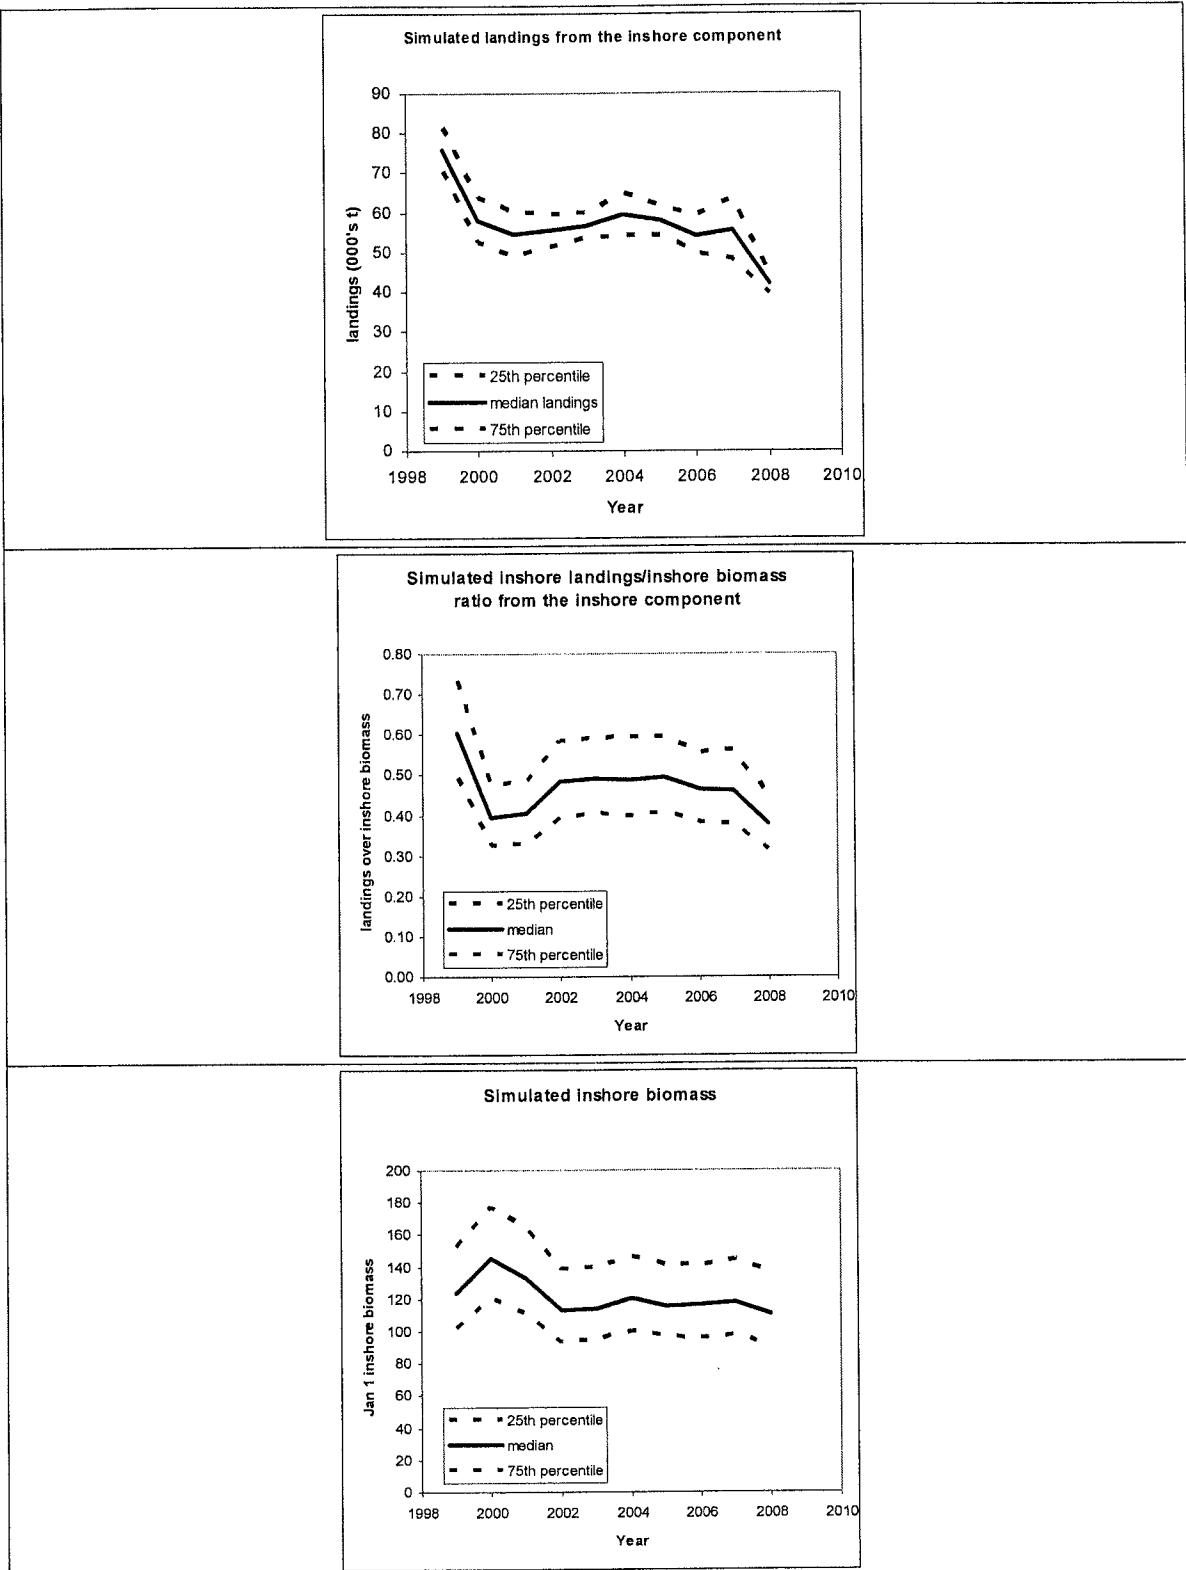 Simulated landings from the inshore component
90
80
70
60
50
40
30
20
10
0
landings (000's t)
25th percentile
median landings
75th percentile
1998 2000 2002 2004 2006 2008 2010
Year
Simulated inshore landings/inshore biomass
ratio from the inshore component
0.80
0.70
0.60
0.50
0.40
0.30
0.20
0.10
0.00
landings over inshore biomass
25th percentile
median
75th percentile
1998 2000 2002 2004 2006 2008 2010
Year
Simulated inshore biomass
200
180
160
140
120
100
80
60
40
20
0
Jan 1 inshore biomass
25th percentile
median
75th percentile
1998 2000 2002 2004 2006 2008 2010
Year